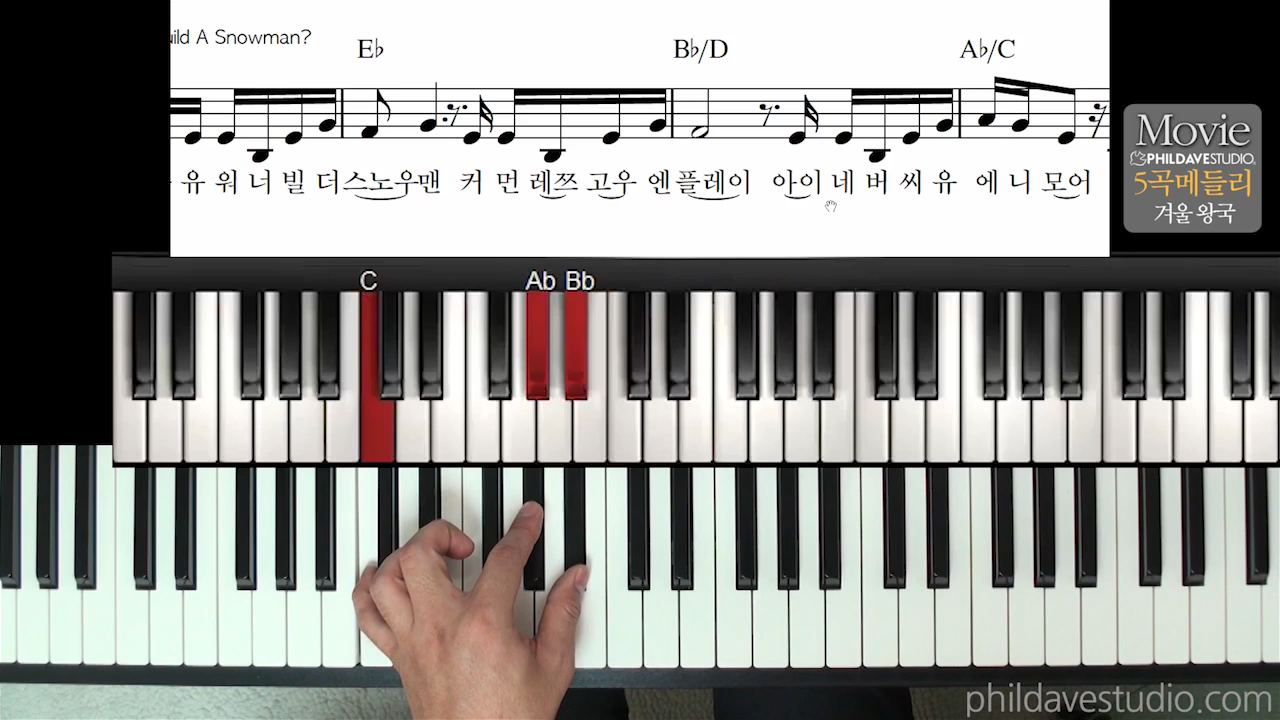 uild A Snowman?
E♭ B♭/D A♭/C
유 워 너 빌 더스노우맨 커 먼 레쯔 고우 엔플레이 아이 네 버 씨 유 에 니 모어
Movie
PHILDAVESTUDIO.
5곡메들리
겨울 왕국
C Ab Bb
phildavestudio.com